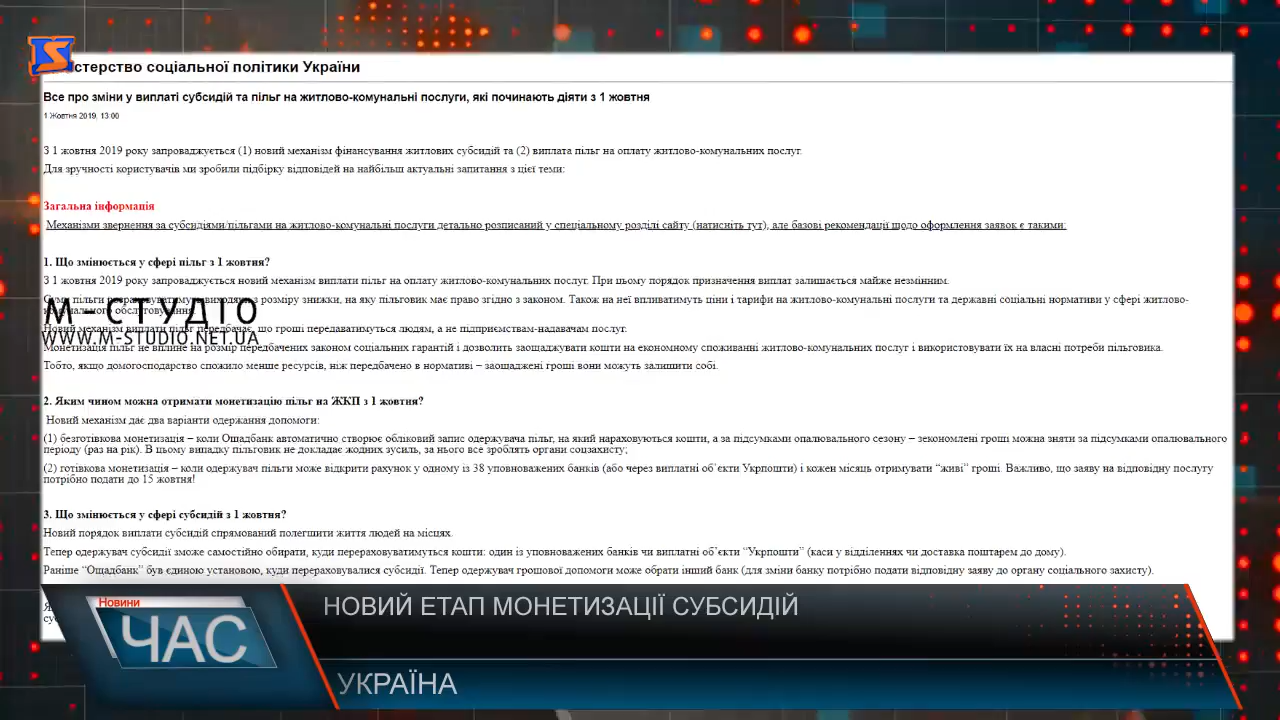 стерство соціальної політики України
Все про зміни у виплаті субсидій та пільг на житлово-комунальні послуги, які починають діяти з 1 жовтня
1 Жовтня 2019, 13:00
З 1 жовтня 2019 року запроваджується (1) новий механізм фінансування житлових субсидій та (2) виплата пільг на оплату житлово-комунальних послуг.
Для зручності користувачів ми зробили підбірку відповідей на найбільш актуальні запитання з цієї теми:
Загальна інформація
Механізми звернення за субсидіями/пільгами на житлово-комунальні послуги детально розписаний у спеціальному розділі сайту (натисніть тут), але базові рекомендації щодо оформлення заявок є такими:
1. Що змінюється у сфері пільг з 1 жовтня?
З 1 жовтня 2019 року запроваджується новий механізм виплати пільг на оплату житлово-комунальних послуг. При цьому порядок призначення виплат залишається майже незмінним.
пільги з розміру знижки, на яку пільговик має право згідно з законом. Також на неї впливатимуть ціни і тарифи на житлово-комунальні послуги та державні соціальні нормативи у сфері житлово-
обслуговування.
М-СТУДІО
Новий механізм виплати пільг передбачає, що гроші передаватимуться людям, а не підприємствам-надавачам послуг.
WWW.M-STUDIO.NET.UA
Монетизація пільг не вплине на розмір передбачених законом соціальних гарантій і дозволить заощаджувати кошти на економному споживанні житлово-комунальних послуг і використовувати їх на власні потреби пільговика.
Тобто, якщо домогосподарство спожило менше ресурсів, ніж передбачено в нормативі – заощаджені гроші вони можуть залишити собі.
2. Яким чином можна отримати монетизацію пільг на ЖКП з 1 жовтня?
Новий механізм дає два варіанти одержання допомоги:
(1) безготівкова монетизація – коли Ощадбанк автоматично створює обліковий запис одержувача пільг, на який нараховуються кошти, а за підсумками опалювального сезону – зекономлені гроші можна зняти за підсумками опалювального
періоду (раз на рік). В цьому випадку пільговик не докладає жодних зусиль, за нього все зроблять органи соцзахисту;
(2) готівкова монетизація – коли одержувач пільги може відкрити рахунок у одному із 38 уповноважених банків (або через виплатні об’єкти Укрпошти) і кожен місяць отримувати “живі” гроші. Важливо, що заяву на відповідну послугу
потрібно подати до 15 жовтня!
3. Що змінюється у сфері субсидій з 1 жовтня?
Новий порядок виплати субсидій спрямований полегшити життя людей на місцях.
Тепер одержувач субсидії зможе самостійно обирати, куди перераховуватимуться кошти: один із уповноважених банків чи виплатні об’єкти “Укрпошти” (каси у відділеннях чи доставка поштарем до дому).
Раніше “Ощадбанк” був єдиною установою, куди перераховувалися субсидії. Тепер одержувач грошової допомоги може обрати інший банк (для зміни банку потрібно подати відповідну заяву до органу соціального захисту).
Новини
ЧАС
НОВИЙ ЕТАП МОНЕТИЗАЦІЇ СУБСИДІЙ
УКРАЇНА